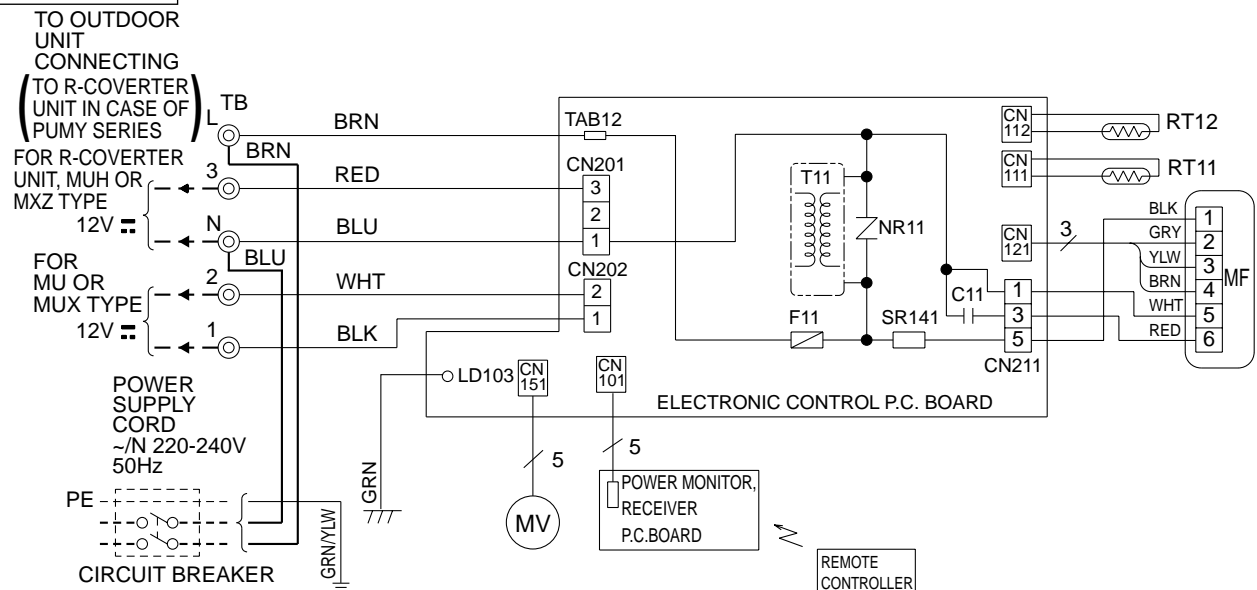 TO OUTDOOR
UNIT
CONNECTING
TO R-COVERTER
UNIT IN CASE OF
PUMY SERIES
TB
L
BRN
BRN
TAB12
FOR R-COVERTER
UNIT, MUH OR
MXZ TYPE
12V
3
RED
CN201
3
2
1
N
BLU
BLU
FOR
MU OR
MUX TYPE
12V
2
WHT
CN202
2
1
1
BLK
T11
NR11
F11
SR141
C11
1
3
5
CN211
CN
112
RT12
CN
111
RT11
CN
121
3
BLK
GRY
YLW
BRN
WHT
RED
1
2
3
4
5
6
MF
LD103
CN
151
CN
101
ELECTRONIC CONTROL P.C. BOARD
POWER
SUPPLY
CORD
~/N 220-240V
50Hz
PE
CIRCUIT BREAKER
GRN/YLW
GRN
5
MV
5
POWER MONITOR,
RECEIVER
P.C.BOARD
REMOTE
CONTROLLER